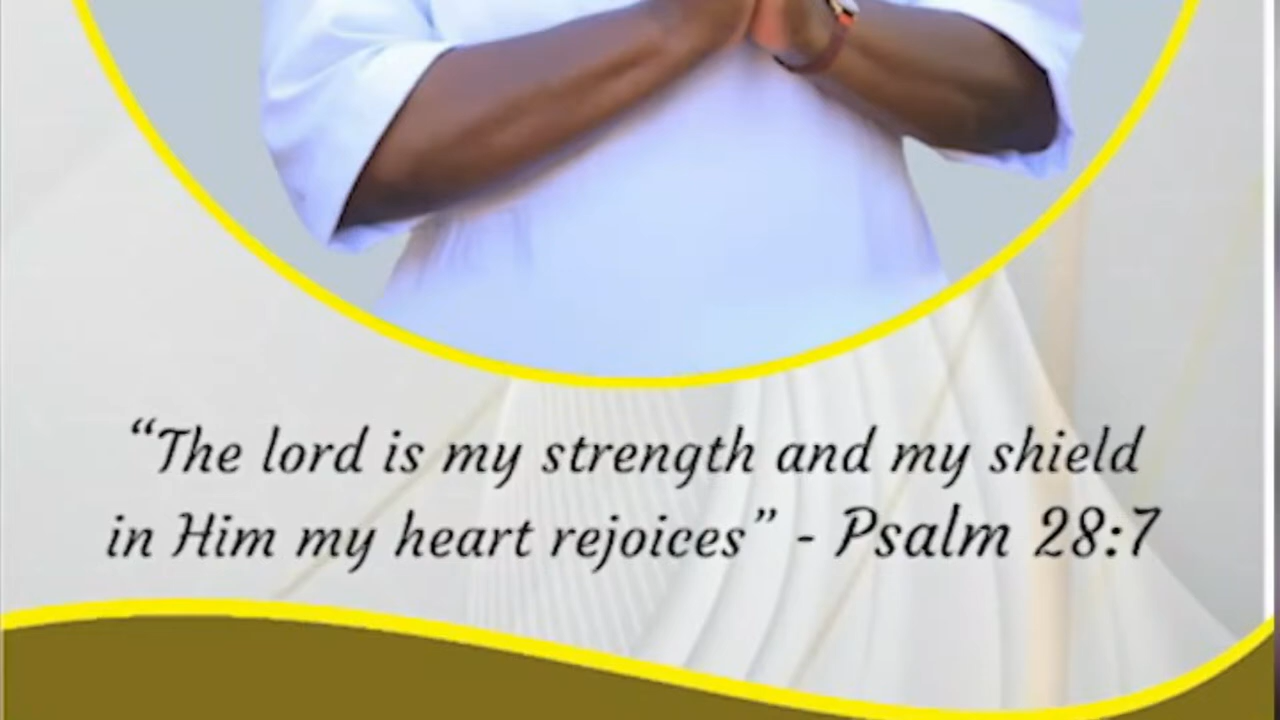 “The lord is my strength and my shield
in Him my heart rejoices” - Psalm 28:7